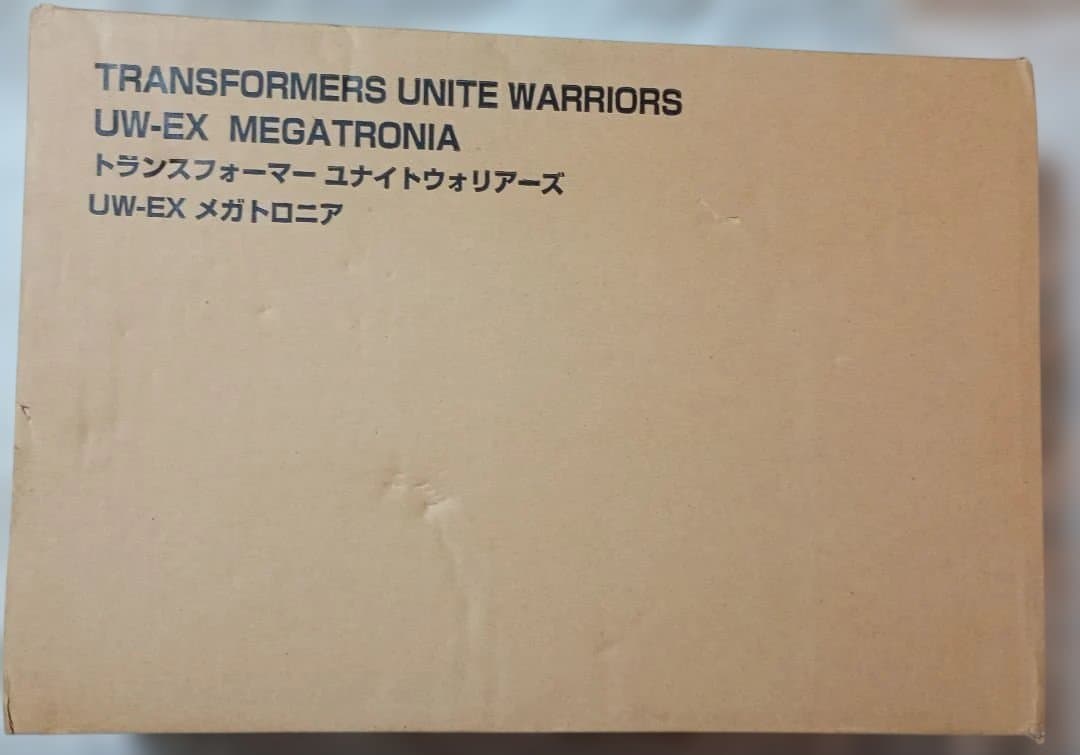 TRANSFORMERS UNITE WARRIORS
UW-EX MEGATRONIA
トランスフォーマー ユナイトウォリアーズ
UW-EX メガトロニア